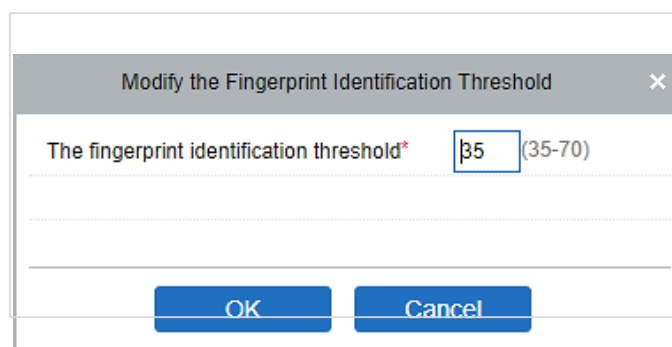 Modify the Fingerprint Identification Threshold ×
The fingerprint identification threshold* 35 (35-70)
OK Cancel